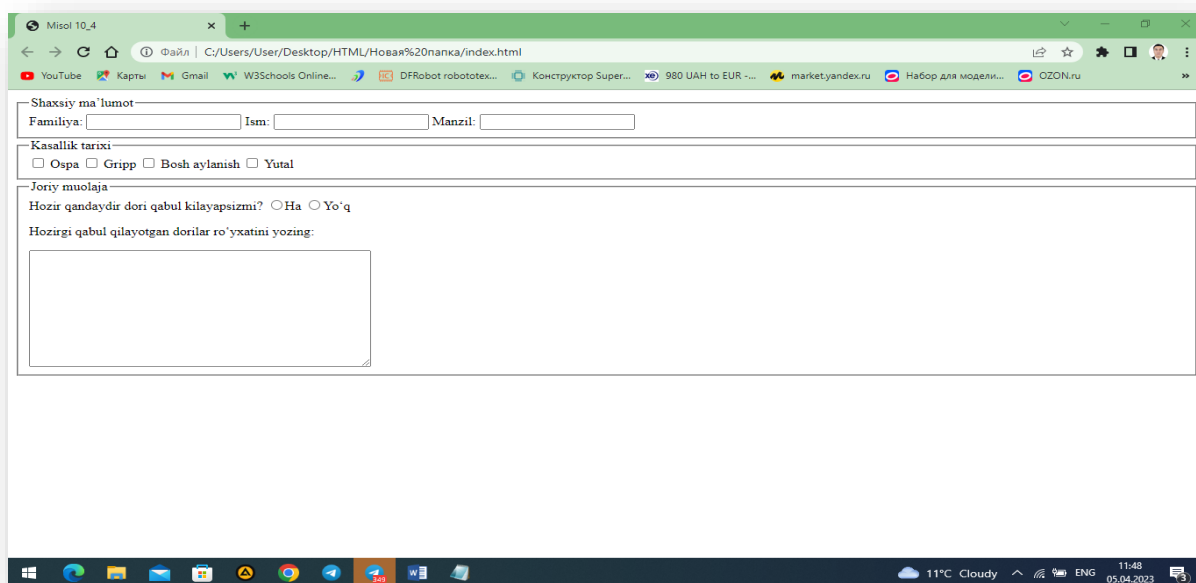 Misol 10_4
Файл | C:/Users/User/Desktop/HTML/Новая%20папка/index.html
YouTube Карты Gmail W3Schools Online... DFRobot robototex... Конструктор Super... 980 UAH to EUR -... market.yandex.ru Набор для модели... OZON.ru »
Shaxsiy ma`lumot
Familiya: Ism: Manzil:
Kasallik tarixi
Ospa Gripp Bosh aylanish Yutal
Joriy muolaja
Hozir qandaydir dori qabul kilayapsizmi? Ha Yo‘q
Hozirgi qabul qilayotgan dorilar ro’yxatini yozing:
349
11°C Cloudy ENG 11:48
05.04.2023 3